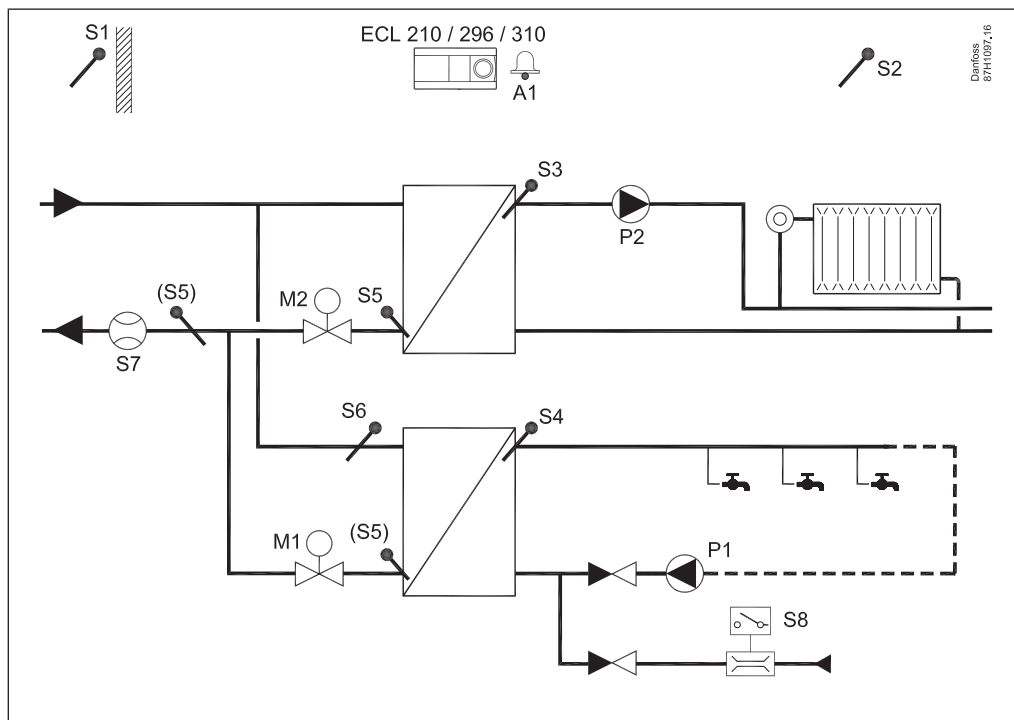 S1
ECL 210 / 296 / 310
A1
S2
Danfoss
87H1097.16
S3
P2
(S5)
M2
S5
S7
S6
S4
M1
(S5)
P1
S8